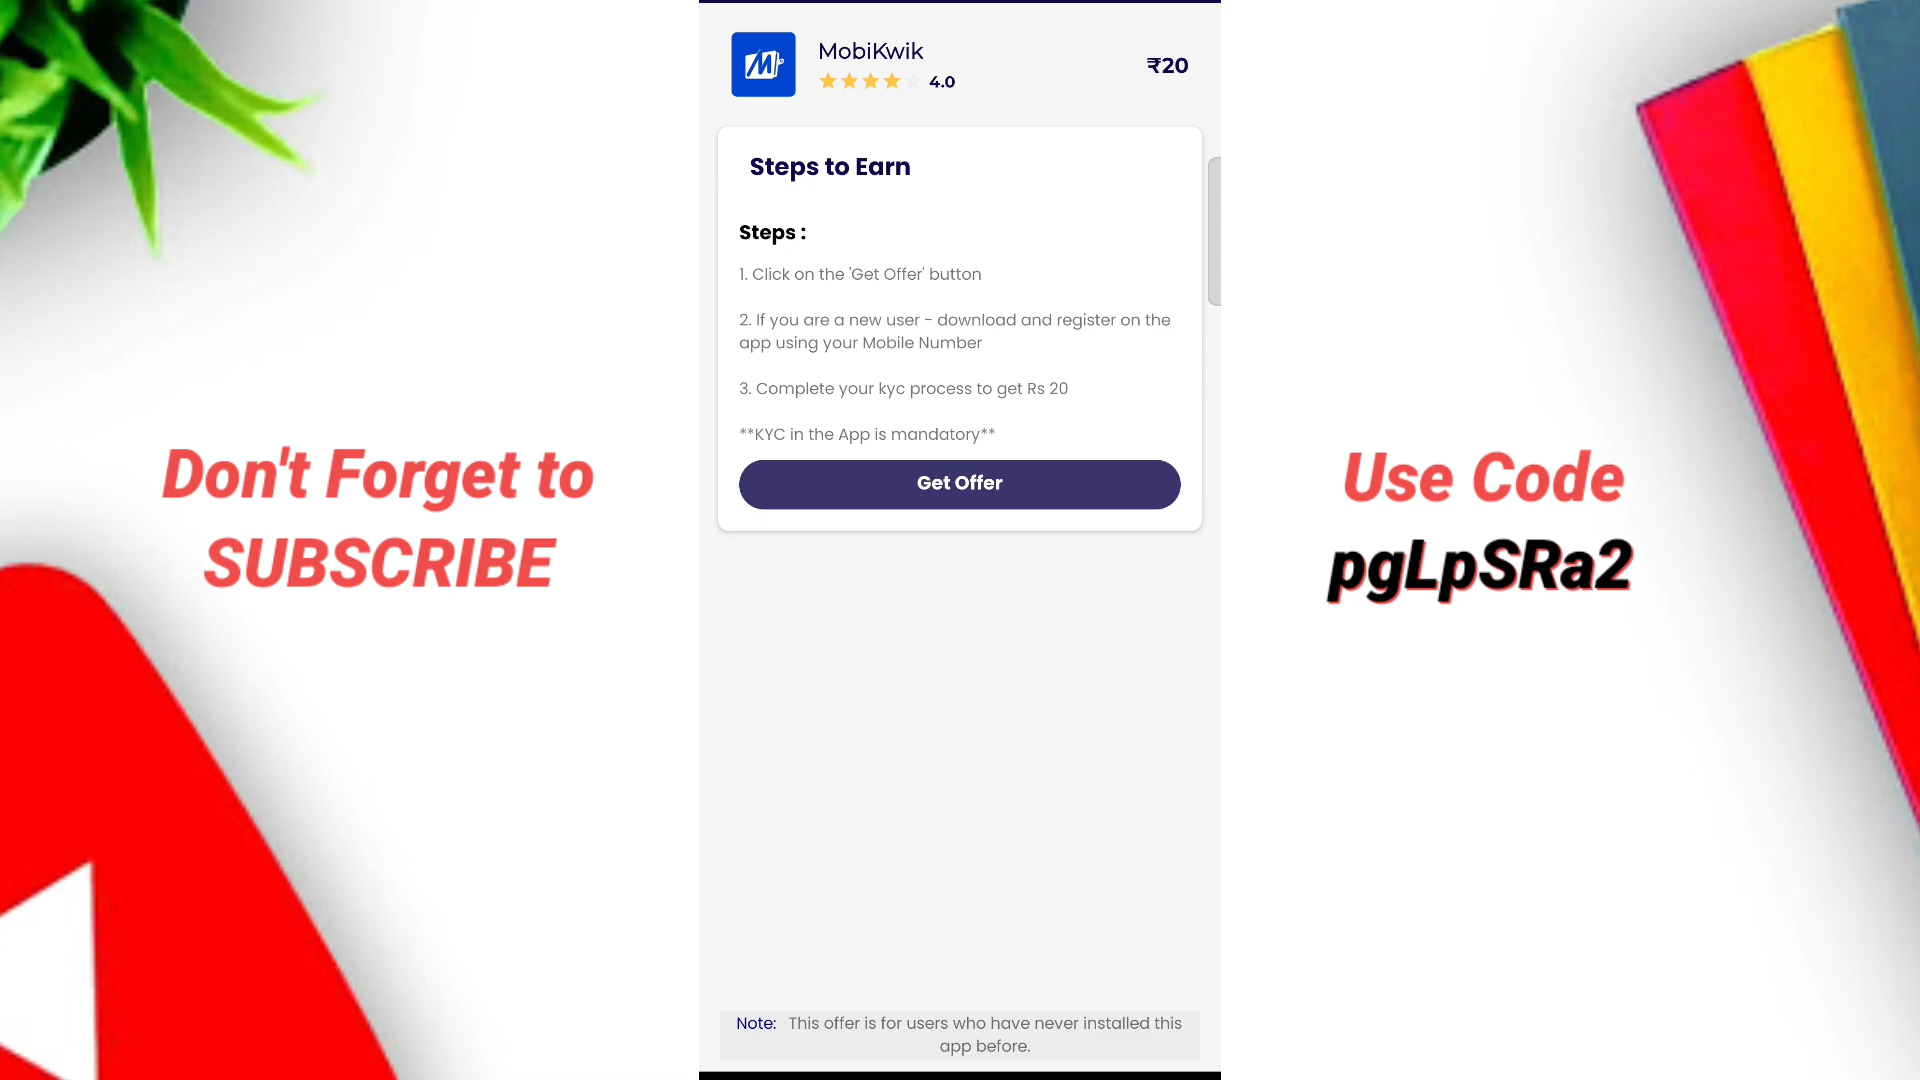 MobiKwik
4.0
₹20
Steps to Earn
Steps :
1. Click on the 'Get Offer' button
2. If you are a new user - download and register on the
app using your Mobile Number
3. Complete your kyc process to get Rs 20
**KYC in the App is mandatory**
Get Offer
Note: This offer is for users who have never installed this
app before.
Don't Forget to
SUBSCRIBE
Use Code
pgLpSRa2